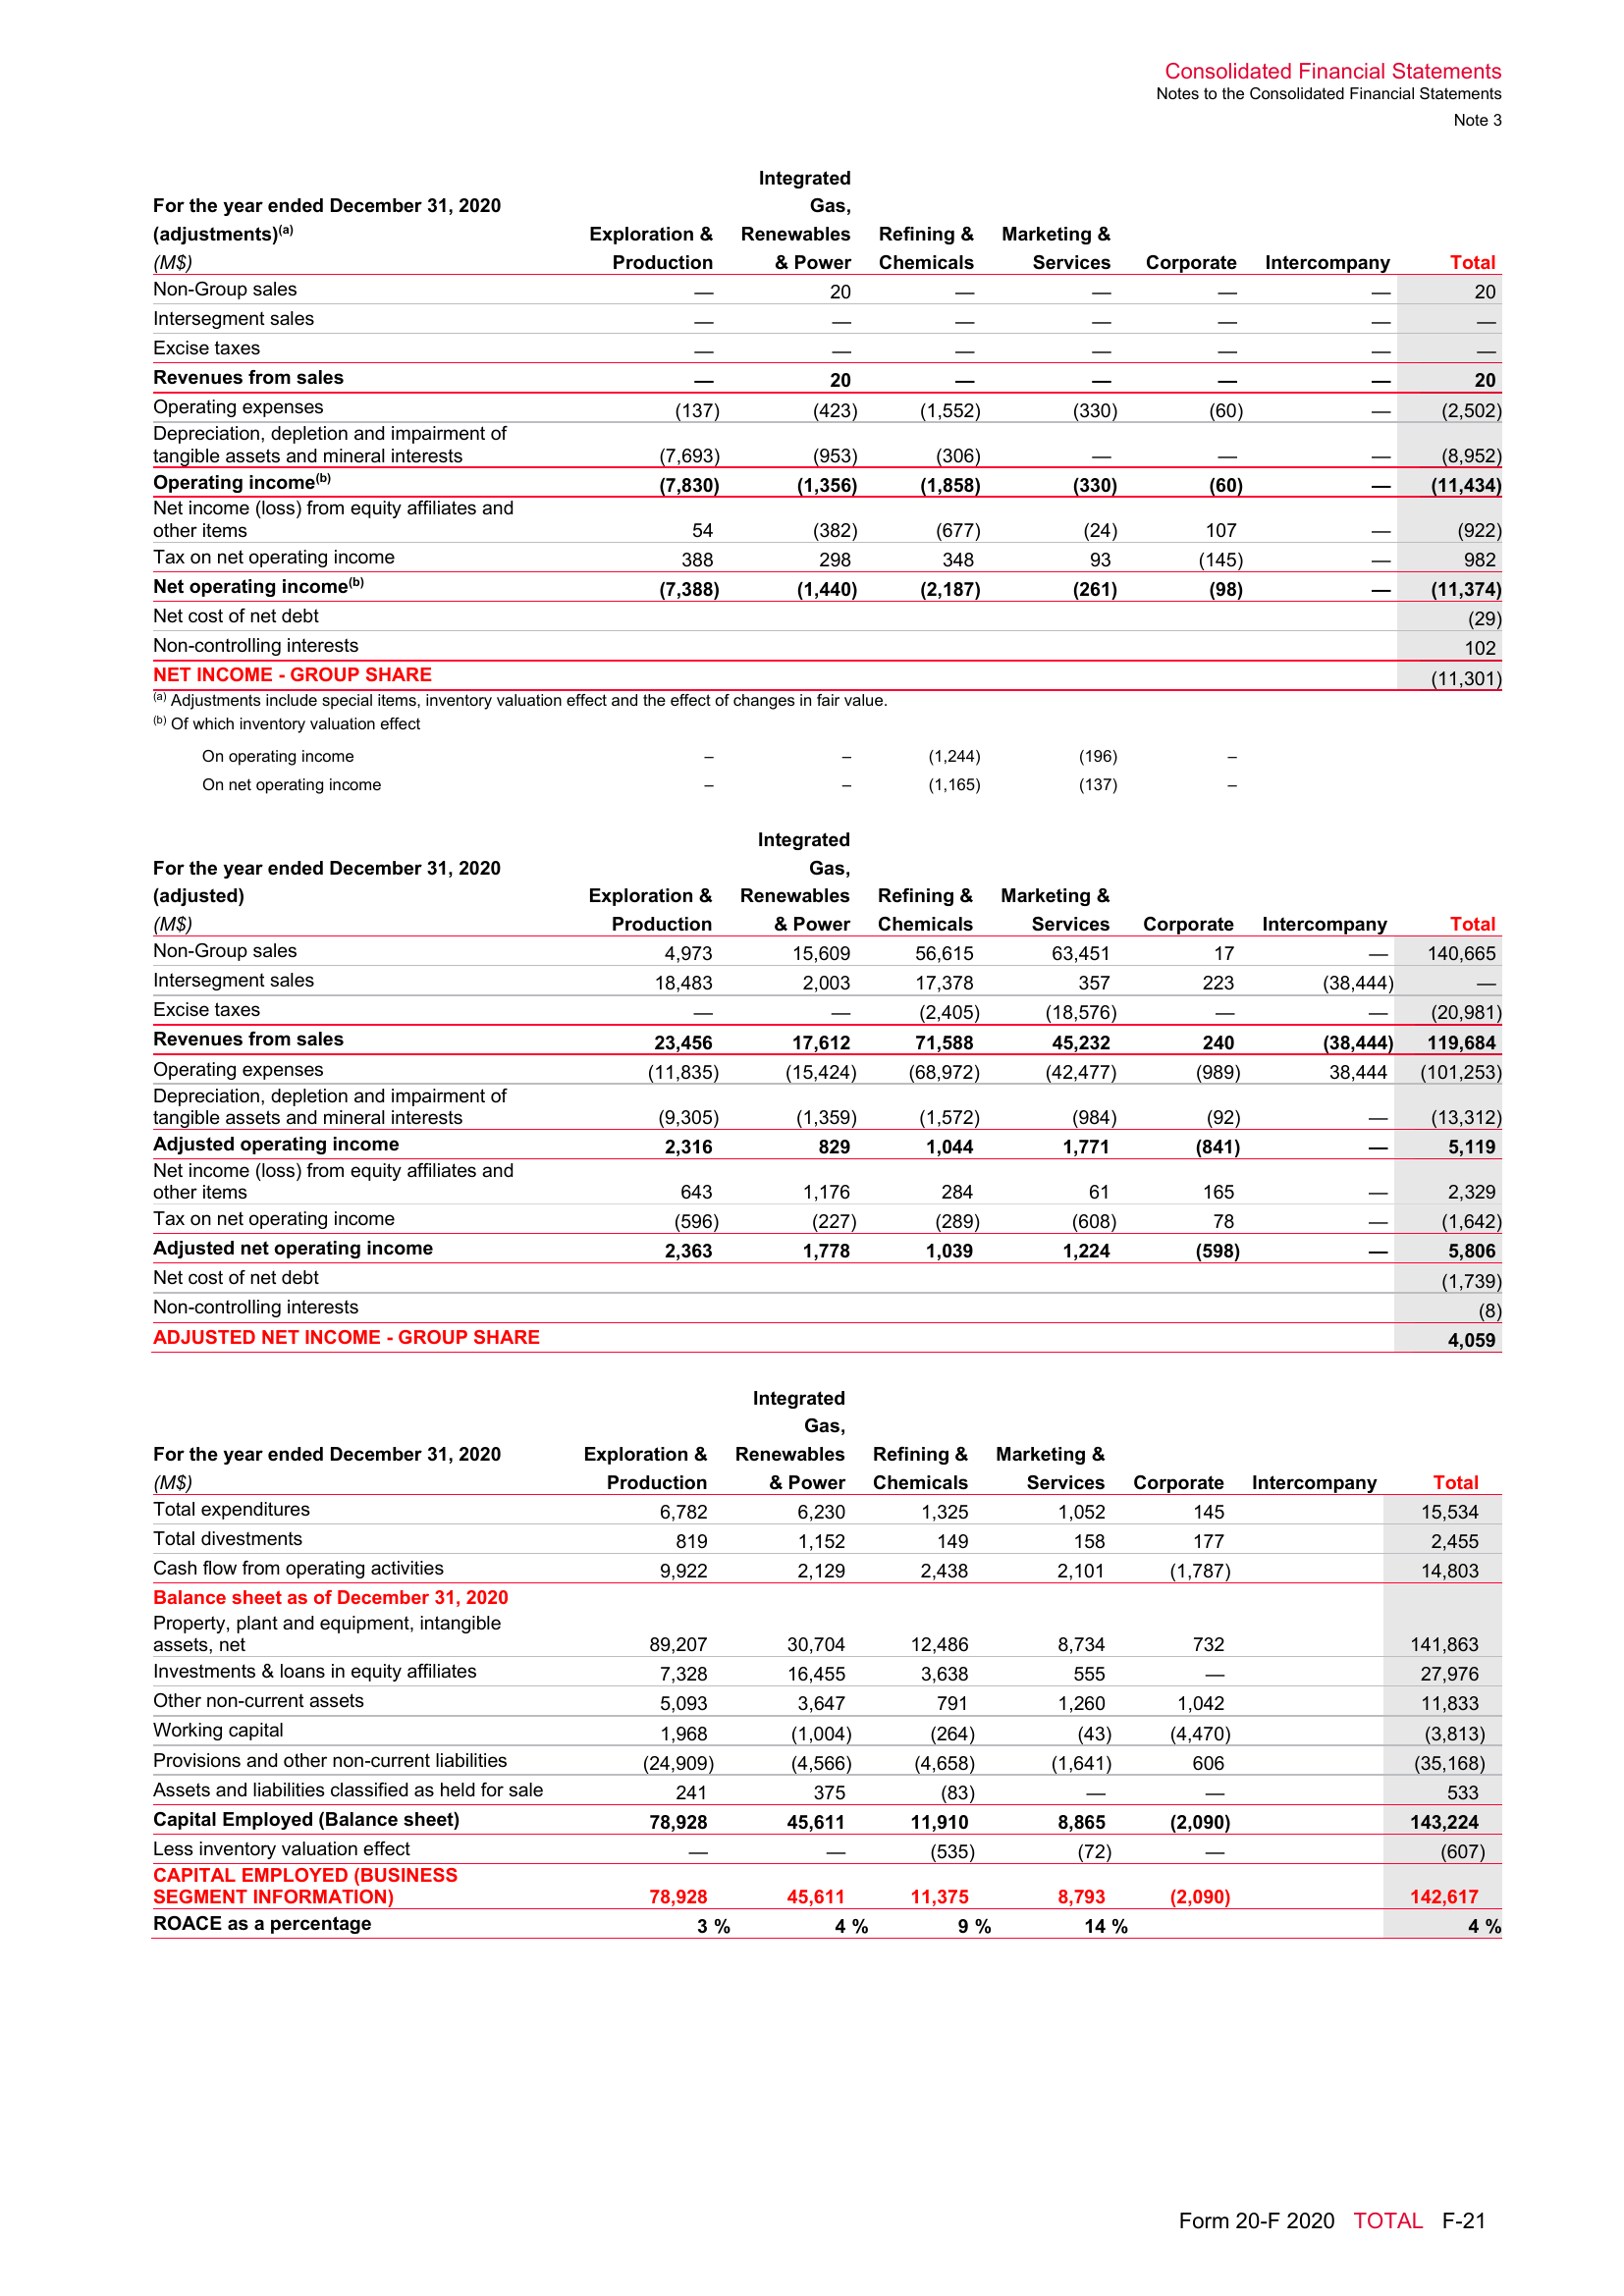 Consolidated Financial Statements
Notes to the Consolidated Financial Statements
Note 3
For the year ended December 31, 2020 (adjustments)(a) (M$) Exploration & Production Integrated Gas, Renewables & Power Refining & Chemicals Marketing & Services Corporate Intercompany Total
Non-Group sales — 20 — — — — 20
Intersegment sales — — — — — — —
Excise taxes — — — — — — —
Revenues from sales — 20 — — — — 20
Operating expenses (137) (423) (1,552) (330) (60) — (2,502)
Depreciation, depletion and impairment of
tangible assets and mineral interests (7,693) (953) (306) — — — (8,952)
Operating income(b) (7,830) (1,356) (1,858) (330) (60) — (11,434)
Net income (loss) from equity affiliates and
other items 54 (382) (677) (24) 107 — (922)
Tax on net operating income 388 298 348 93 (145) — 982
Net operating income(b) (7,388) (1,440) (2,187) (261) (98) — (11,374)
Net cost of net debt (29)
Non-controlling interests 102
NET INCOME - GROUP SHARE (11,301)
(a) Adjustments include special items, inventory valuation effect and the effect of changes in fair value.
(b) Of which inventory valuation effect
On operating income – – (1,244) (196) –
On net operating income – – (1,165) (137) –
For the year ended December 31, 2020 (adjusted) (M$) Exploration & Production Integrated Gas, Renewables & Power Refining & Chemicals Marketing & Services Corporate Intercompany Total
Non-Group sales 4,973 15,609 56,615 63,451 17 — 140,665
Intersegment sales 18,483 2,003 17,378 357 223 (38,444) —
Excise taxes — — (2,405) (18,576) — — (20,981)
Revenues from sales 23,456 17,612 71,588 45,232 240 (38,444) 119,684
Operating expenses (11,835) (15,424) (68,972) (42,477) (989) 38,444 (101,253)
Depreciation, depletion and impairment of
tangible assets and mineral interests (9,305) (1,359) (1,572) (984) (92) — (13,312)
Adjusted operating income 2,316 829 1,044 1,771 (841) — 5,119
Net income (loss) from equity affiliates and
other items 643 1,176 284 61 165 — 2,329
Tax on net operating income (596) (227) (289) (608) 78 — (1,642)
Adjusted net operating income 2,363 1,778 1,039 1,224 (598) — 5,806
Net cost of net debt (1,739)
Non-controlling interests (8)
ADJUSTED NET INCOME - GROUP SHARE 4,059
For the year ended December 31, 2020 (M$) Exploration & Production Integrated Gas, Renewables & Power Refining & Chemicals Marketing & Services Corporate Intercompany Total
Total expenditures 6,782 6,230 1,325 1,052 145 15,534
Total divestments 819 1,152 149 158 177 2,455
Cash flow from operating activities 9,922 2,129 2,438 2,101 (1,787) 14,803
Balance sheet as of December 31, 2020
Property, plant and equipment, intangible
assets, net 89,207 30,704 12,486 8,734 732 141,863
Investments & loans in equity affiliates 7,328 16,455 3,638 555 — 27,976
Other non-current assets 5,093 3,647 791 1,260 1,042 11,833
Working capital 1,968 (1,004) (264) (43) (4,470) (3,813)
Provisions and other non-current liabilities (24,909) (4,566) (4,658) (1,641) 606 (35,168)
Assets and liabilities classified as held for sale 241 375 (83) — — 533
Capital Employed (Balance sheet) 78,928 45,611 11,910 8,865 (2,090) 143,224
Less inventory valuation effect — — (535) (72) — (607)
CAPITAL EMPLOYED (BUSINESS
SEGMENT INFORMATION) 78,928 45,611 11,375 8,793 (2,090) 142,617
ROACE as a percentage 3 % 4 % 9 % 14 % 4 %
Form 20-F 2020 TOTAL F-21